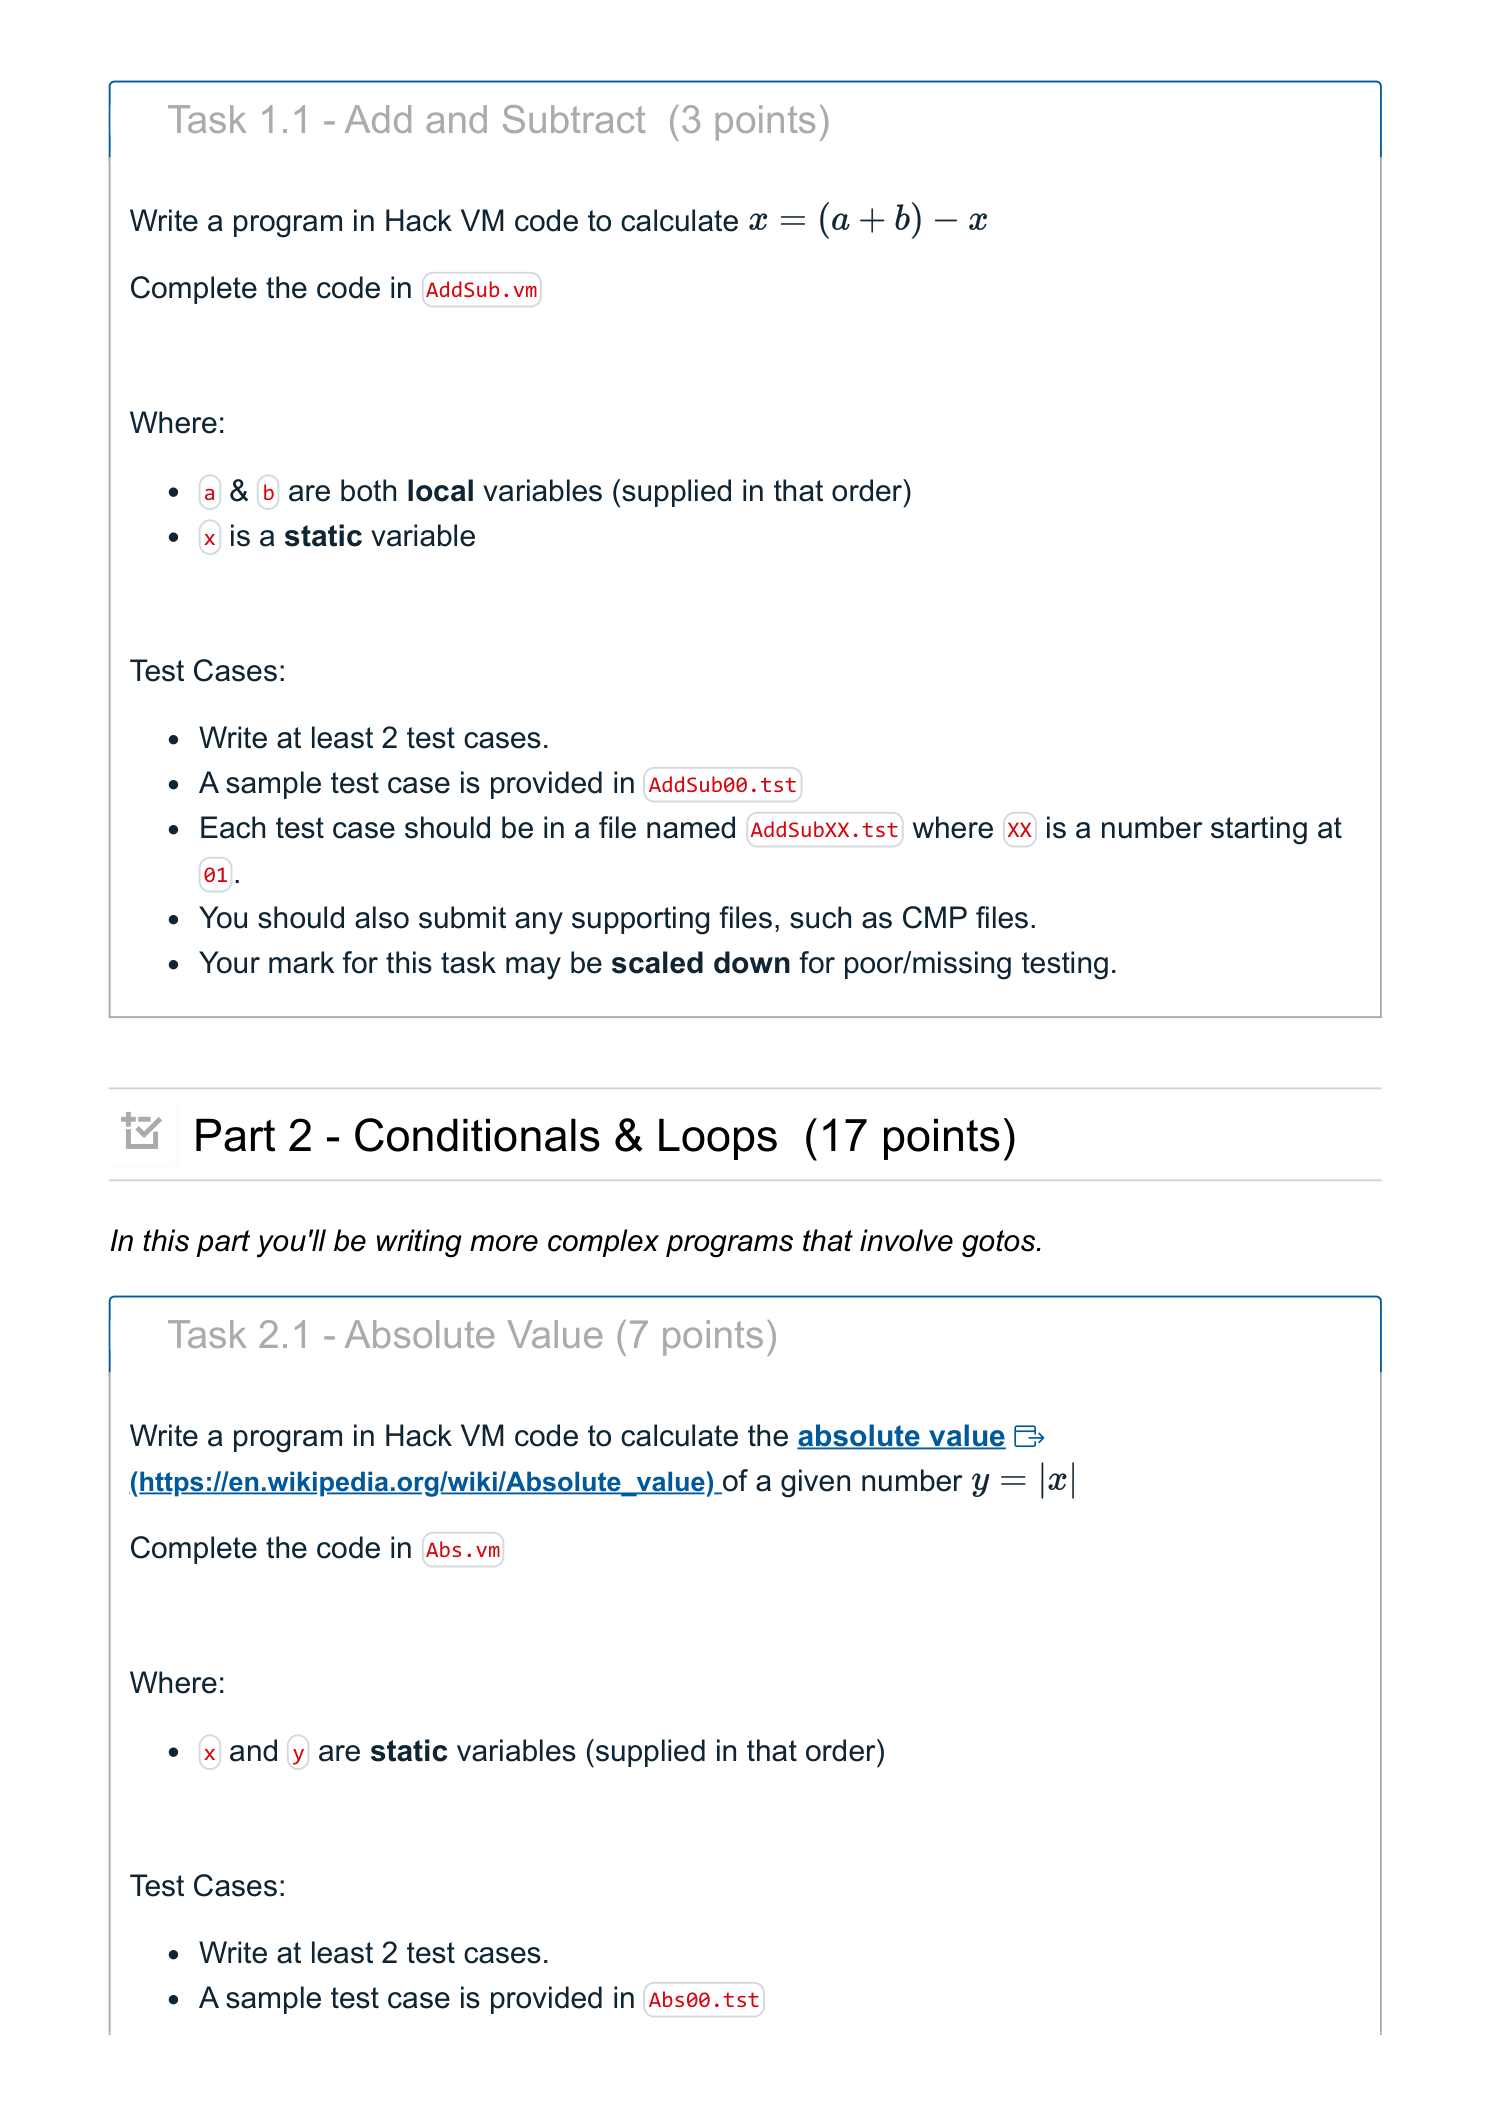 Task 1.1 - Add and Subtract  (3 points)
Write a program in Hack VM code to calculate x = (a + b) − x
Complete the code in AddSub.vm
Where:
• a & b are both local variables (supplied in that order)
• x is a static variable
Test Cases:
• Write at least 2 test cases.
• A sample test case is provided in AddSub00.tst
• Each test case should be in a file named AddSubXX.tst where XX is a number starting at
01.
• You should also submit any supporting files, such as CMP files.
• Your mark for this task may be scaled down for poor/missing testing.
Part 2 - Conditionals & Loops  (17 points)
In this part you'll be writing more complex programs that involve gotos.
Task 2.1 - Absolute Value (7 points)
Write a program in Hack VM code to calculate the absolute value
(https://en.wikipedia.org/wiki/Absolute_value) of a given number y = |x|
Complete the code in Abs.vm
Where:
• x and y are static variables (supplied in that order)
Test Cases:
• Write at least 2 test cases.
• A sample test case is provided in Abs00.tst